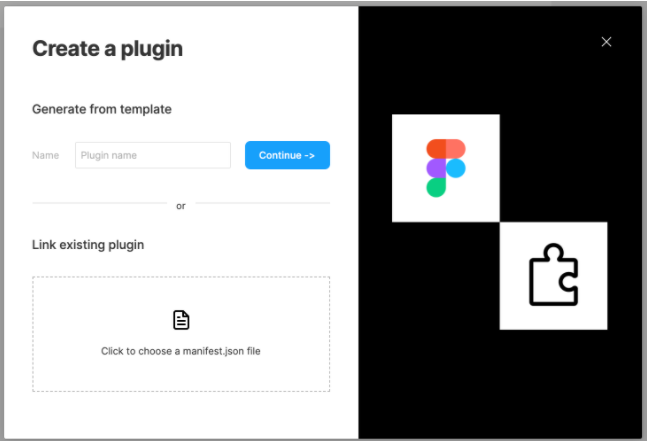 Create a plugin
Generate from template
Name
Plugin name
Continue ->
or
Link existing plugin
Click to choose a manifest.json file